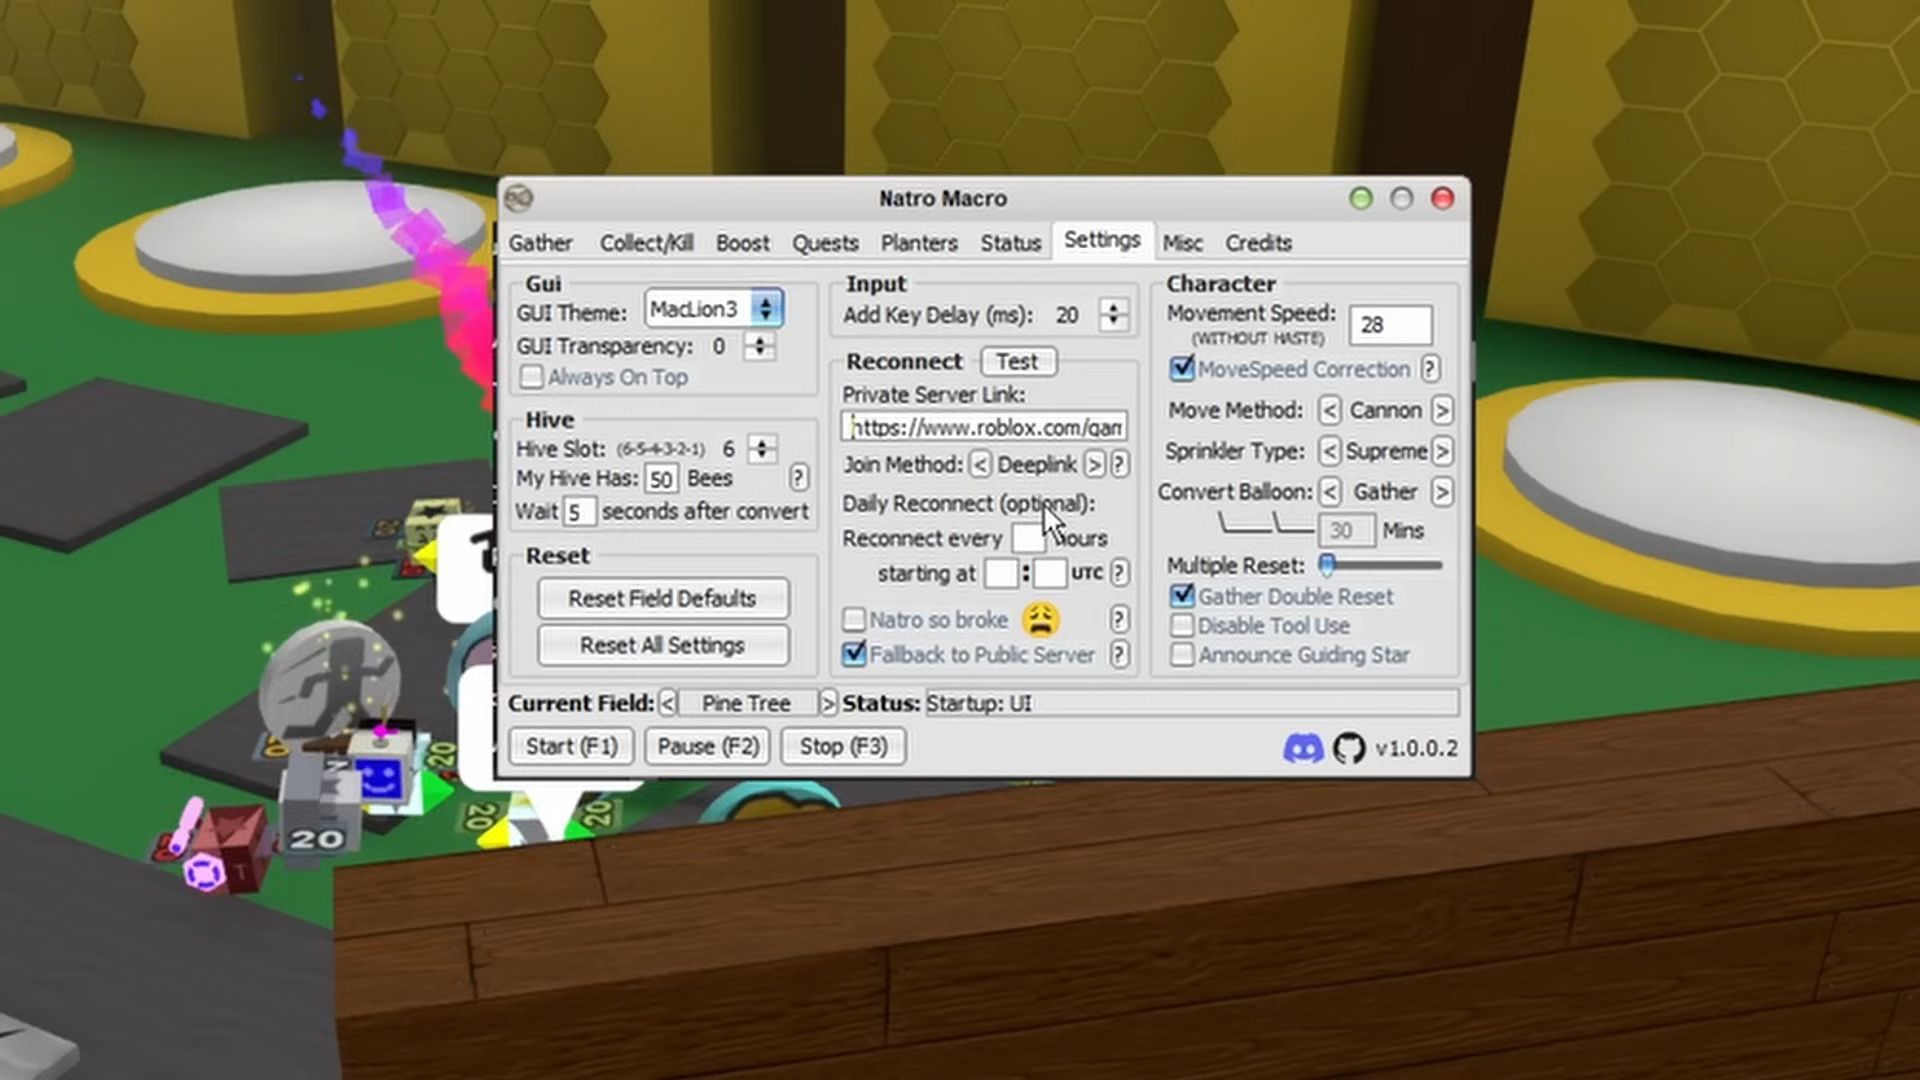 Natro Macro
Gather Collect/Kill Boost Quests Planters Status Settings Misc Credits
Gui
GUI Theme: MacLion3
GUI Transparency: 0
Always On Top
Hive
Hive Slot: (6-5-4-3-2-1) 6
My Hive Has: 50 Bees ?
Wait 5 seconds after convert
Reset
Reset Field Defaults
Reset All Settings
Input
Add Key Delay (ms): 20
Reconnect Test
Private Server Link:
https://www.roblox.com/gam
Join Method: < Deeplink > ?
Daily Reconnect (optional):
Reconnect every hours
starting at : UTC ?
Natro so broke 😩 ?
Fallback to Public Server ?
Character
Movement Speed: 28
(WITHOUT HASTE)
MoveSpeed Correction ?
Move Method: < Cannon >
Sprinkler Type: < Supreme >
Convert Balloon: < Gather >
30 Mins
Multiple Reset:
Gather Double Reset
Disable Tool Use
Announce Guiding Star
Current Field: < Pine Tree > Status: Startup: UI
Start (F1) Pause (F2) Stop (F3) v1.0.0.2
20
20
20
20